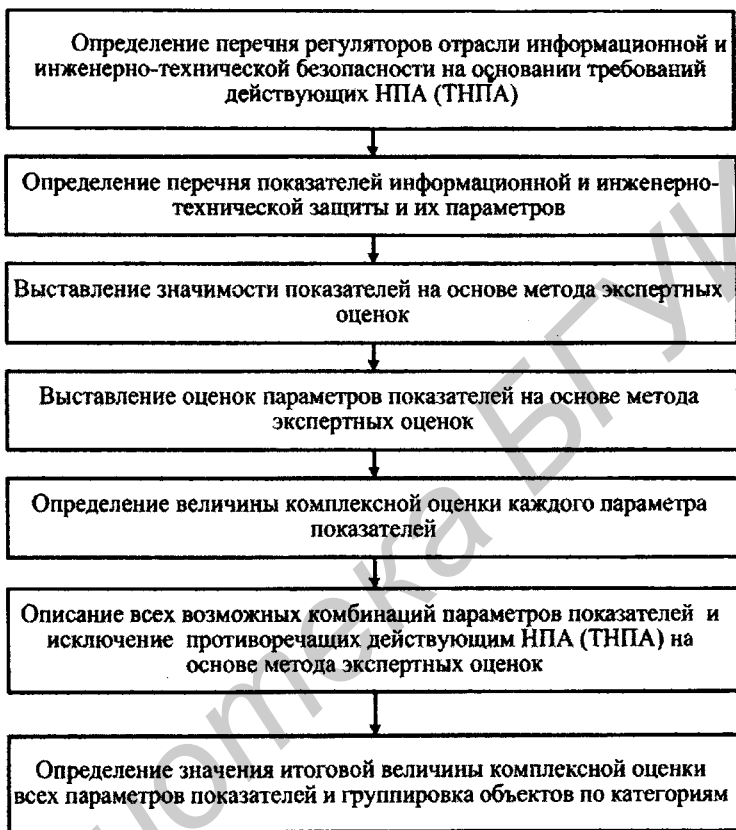 Определение перечня регуляторов отрасли информационной и
инженерно-технической безопасности на основании требований
действующих НПА (ТНПА)
Определение перечня показателей информационной и инженерно-
технической защиты и их параметров
Выставление значимости показателей на основе метода экспертных
оценок
Выставление оценок параметров показателей на основе метода
экспертных оценок
Определение величины комплексной оценки каждого параметра
показателей
Описание всех возможных комбинаций параметров показателей и
исключение противоречащих действующим НПА (ТНПА) на
основе метода экспертных оценок
Определение значения итоговой величины комплексной оценки
всех параметров показателей и группировка объектов по категориям